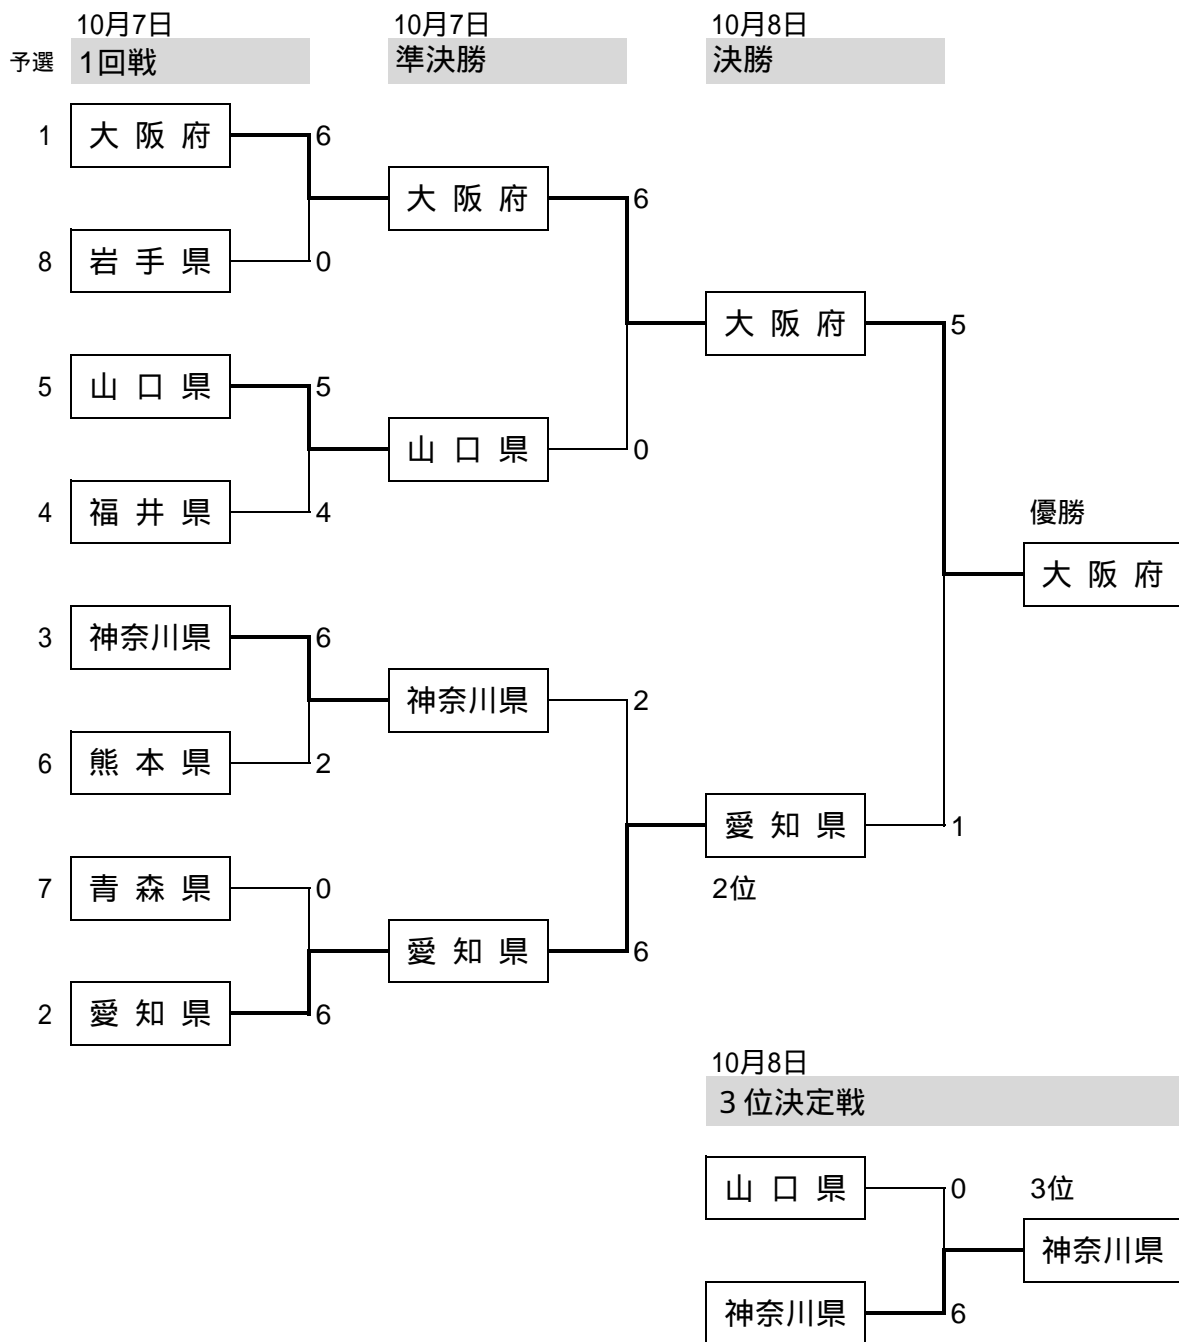 10月7日 10月7日 10月8日
予選 1回戦 準決勝 決勝
1 大阪府 6
大阪府 6
8 岩手県 0
大阪府 5
5 山口県 5
山口県 0
4 福井県 4
優勝
大阪府
3 神奈川県 6
神奈川県 2
6 熊本県 2
愛知県 1
7 青森県 0
2位
愛知県 6
2 愛知県 6
10月8日
3位決定戦
山口県 0 3位
神奈川県
神奈川県 6